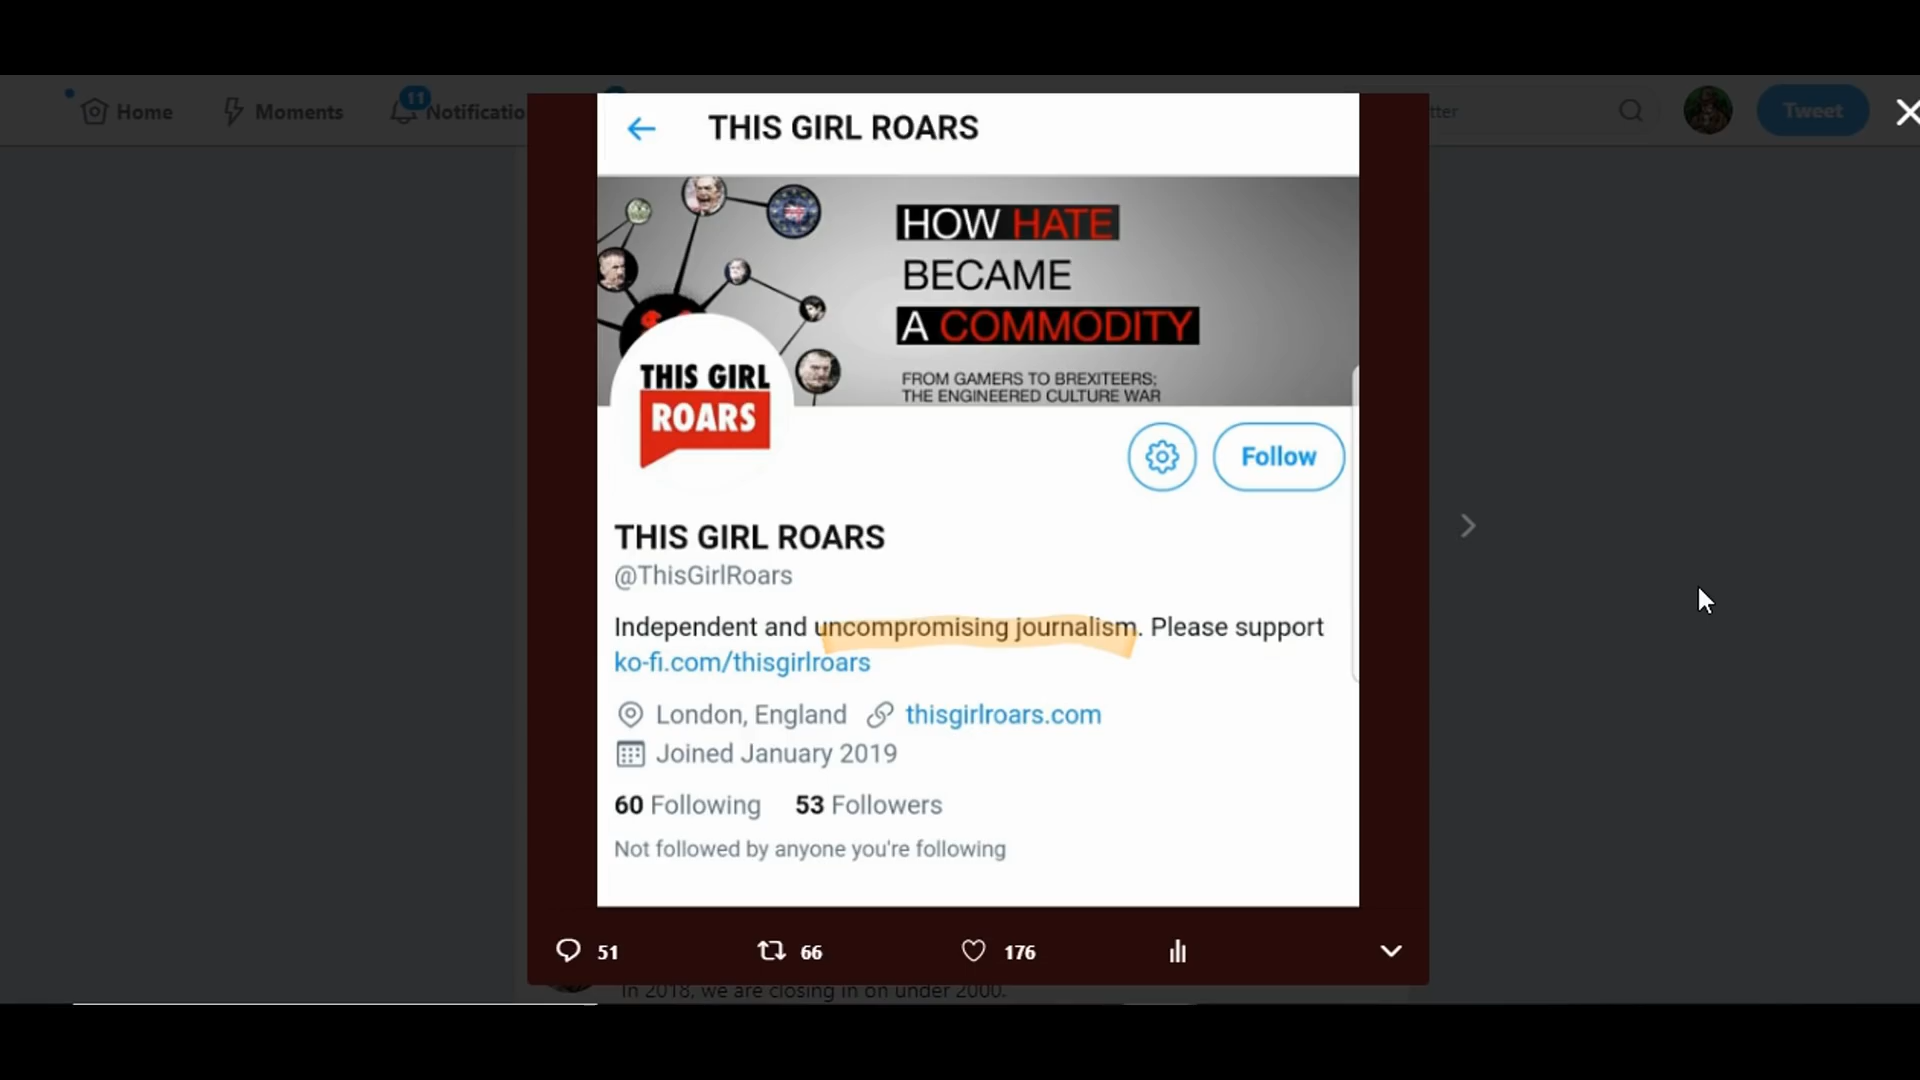 Home
Moments
11
Notificatio
tter
Tweet
THIS GIRL ROARS
HOW HATE
BECAME
A COMMODITY
FROM GAMERS TO BREXITEERS;
THE ENGINEERED CULTURE WAR
THIS GIRL
ROARS
Follow
THIS GIRL ROARS
@ThisGirlRoars
Independent and uncompromising journalism. Please support
ko-fi.com/thisgirlroars
London, England thisgirlroars.com
Joined January 2019
60 Following 53 Followers
Not followed by anyone you're following
51 66 176
In 2018, we are closing in on under 2000.